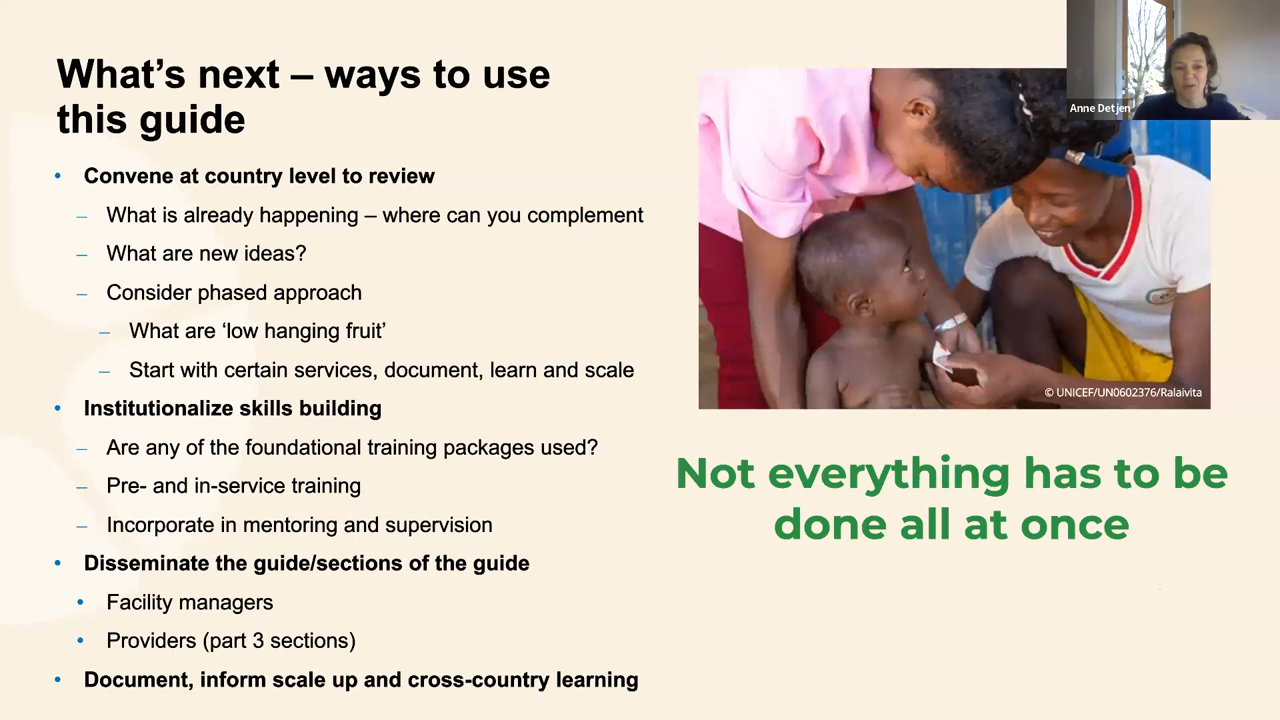 What's next – ways to use
this guide
• Convene at country level to review
– What is already happening – where can you complement
– What are new ideas?
– Consider phased approach
– What are ‘low hanging fruit’
– Start with certain services, document, learn and scale
• Institutionalize skills building
– Are any of the foundational training packages used?
– Pre- and in-service training
– Incorporate in mentoring and supervision
• Disseminate the guide/sections of the guide
• Facility managers
• Providers (part 3 sections)
• Document, inform scale up and cross-country learning
Anne Detjen
© UNICEF/UN0602376/Ralaivita
Not everything has to be
done all at once